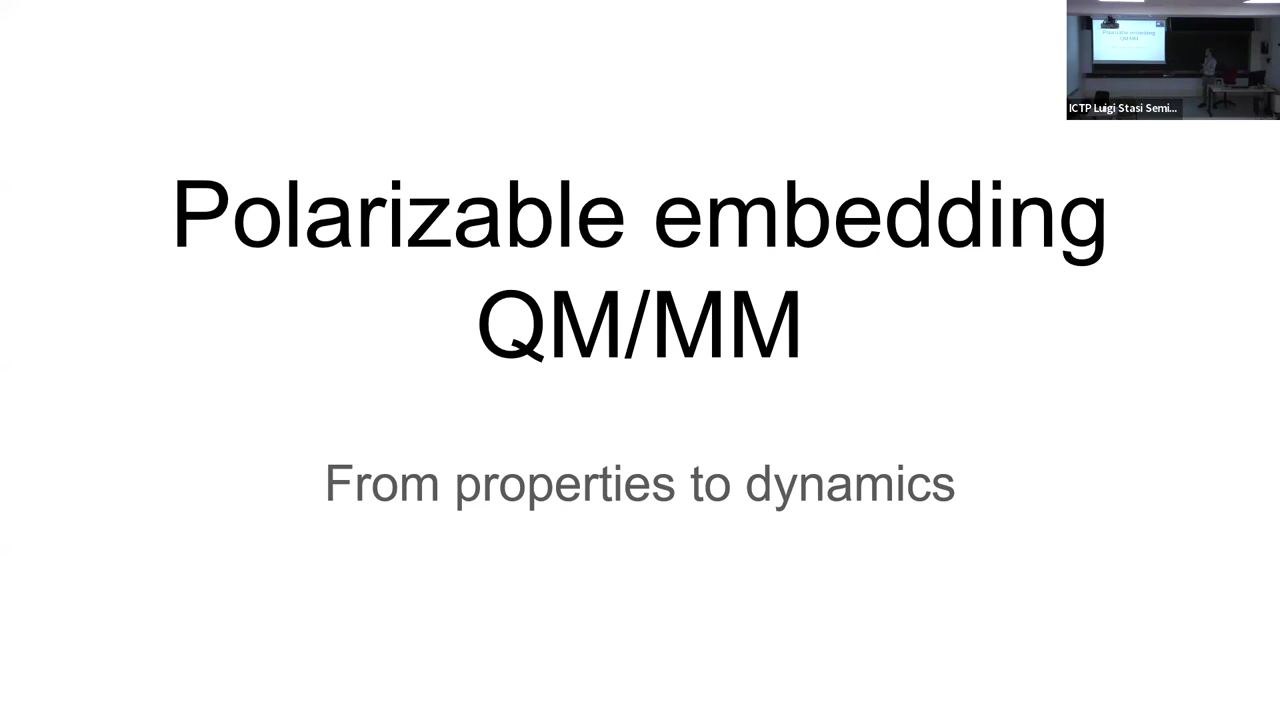 Polarizable embedding
QM/MM
From properties to dynamics
ICTP Luigi Stasi Semi...